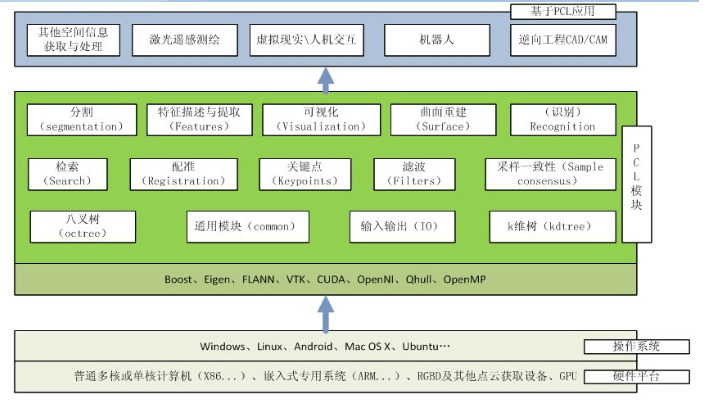 基于PCL应用
其他空间信息
获取与处理
激光遥感测绘
虚拟现实\人机交互
机器人
逆向工程CAD/CAM
分割
(segmentation)
特征描述与提取
(Features)
可视化
(Visualization)
曲面重建
(Surface)
（识别）
Recognition
检索
(Search)
配准
(Registration)
关键点
(Keypoints)
滤波
(Filters)
采样一致性（Sample
consensus）
PCL模块
八叉树
(octree)
通用模块（common）
输入输出（IO）
k维树（kdtree）
Boost、Eigen、FLANN、VTK、CUDA、OpenNI、Qhull、OpenMP
Windows、Linux、Android、Mac OS X、Ubuntu…
操作系统
普通多核或单核计算机（X86...）、嵌入式专用系统（ARM...）、RGBD及其他点云获取设备、GPU
硬件平台